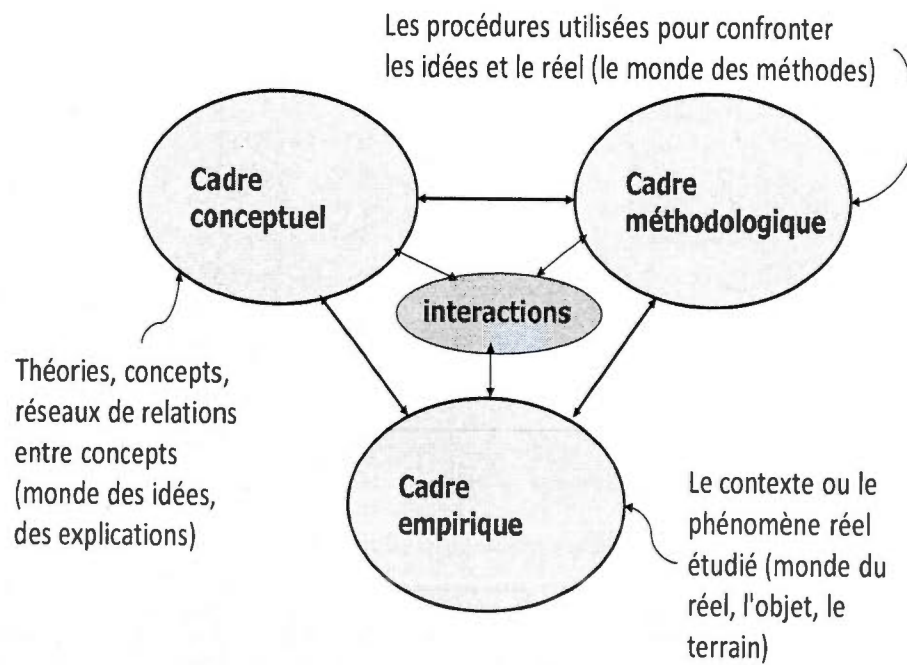 Les procédures utilisées pour confronter
les idées et le réel (le monde des méthodes)
Cadre
conceptuel
Cadre
méthodologique
interactions
Théories, concepts,
réseaux de relations
entre concepts
(monde des idées,
des explications)
Cadre
empirique
Le contexte ou le
phénomène réel
étudié (monde du
réel, l'objet, le
terrain)